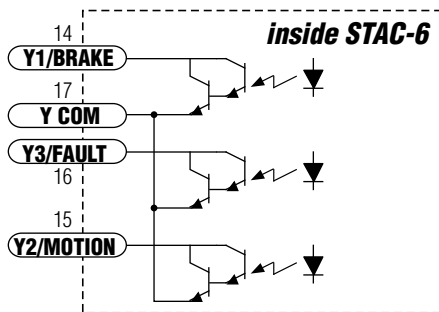 inside STAC-6
14
Y1/BRAKE
17
Y COM
Y3/FAULT
16
15
Y2/MOTION